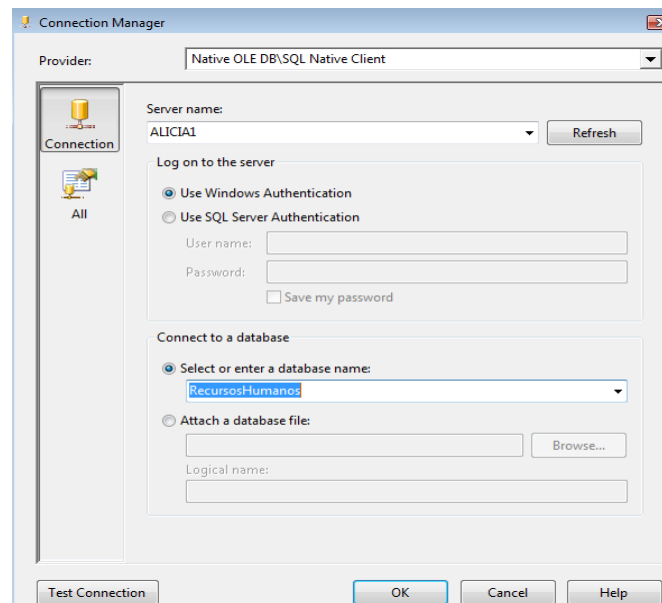 Connection Manager
Provider: Native OLE DB\SQL Native Client
Connection
All
Server name:
ALICIA1 Refresh
Log on to the server
Use Windows Authentication
Use SQL Server Authentication
User name:
Password:
Save my password
Connect to a database
Select or enter a database name:
RecursosHumanos
Attach a database file:
Browse...
Logical name:
Test Connection OK Cancel Help